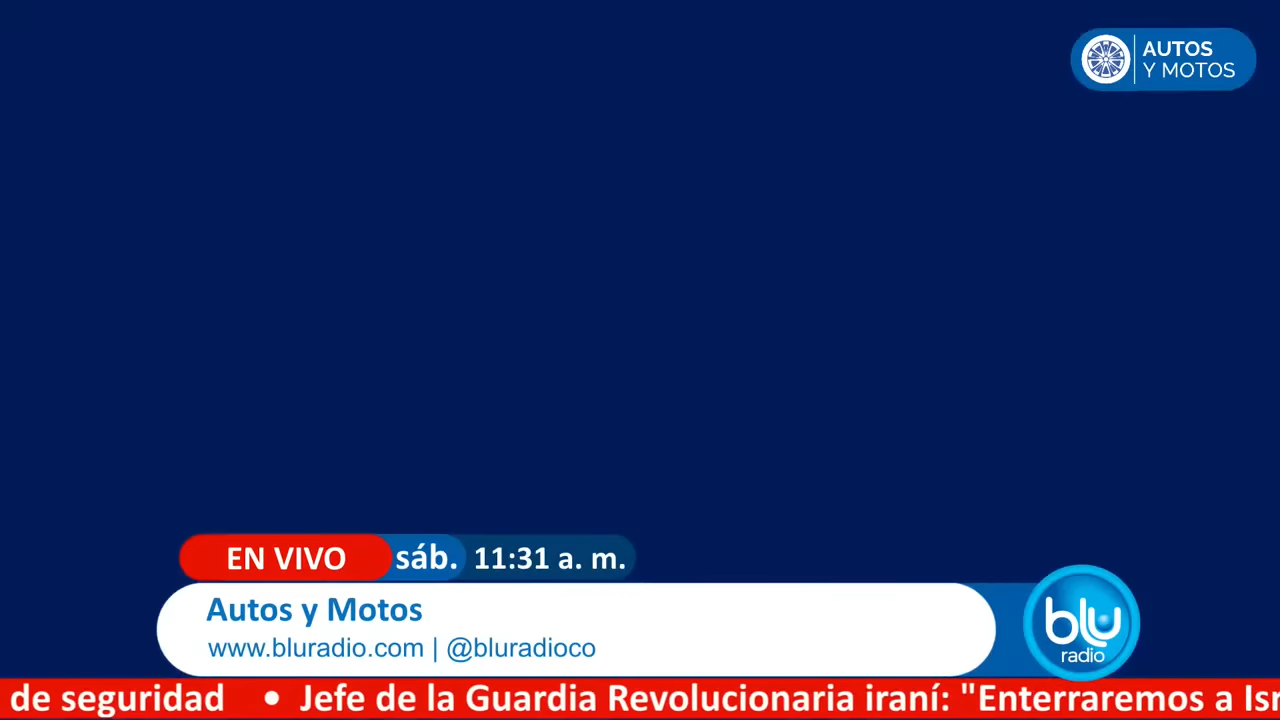 AUTOS
Y MOTOS
EN VIVO sáb. 11:31 a. m.
Autos y Motos
www.bluradio.com | @bluradioco
blu
radio
de seguridad • Jefe de la Guardia Revolucionaria iraní: "Enterraremos a